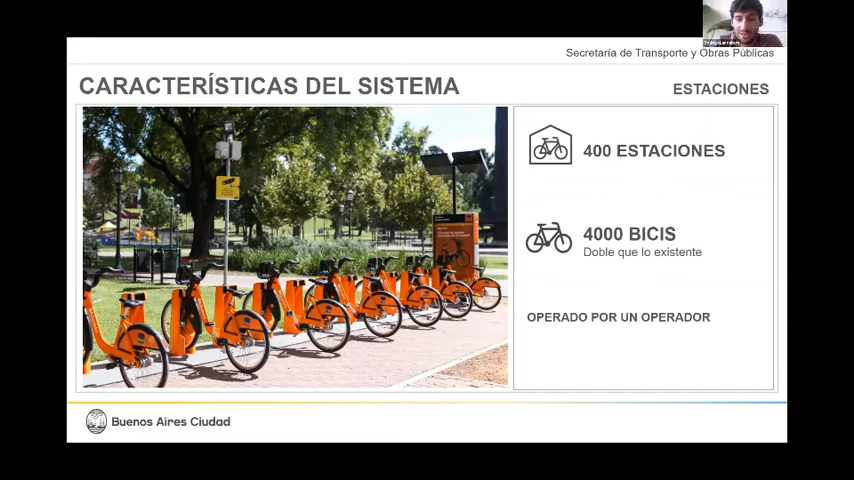 Secretaría de Transporte y Obras Públicas
CARACTERÍSTICAS DEL SISTEMA
ESTACIONES
400 ESTACIONES
4000 BICIS
Doble que lo existente
OPERADO POR UN OPERADOR
Buenos Aires Ciudad